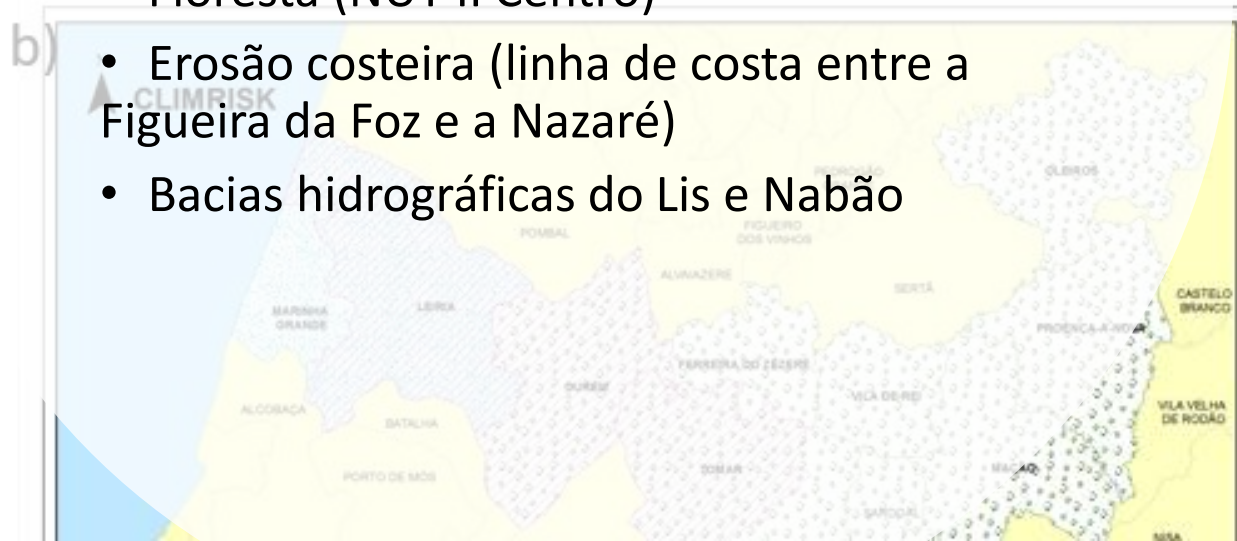 Floresta (NUT II Centro)
b)
• Erosão costeira (linha de costa entre a
CLIMRISK
Figueira da Foz e a Nazaré)
• Bacias hidrográficas do Lis e Nabão
OLEIROS
POMBAL
FIGUEIRÓ
DOS VINHOS
ALVAIÁZERE
SERTÃ
CASTELO
BRANCO
MARINHA
GRANDE
LEIRIA
PROENÇA-A-NOVA
FERREIRA DO ZÊZERE
OURÉM
VILA DE REI
ALCOBAÇA
VILA VELHA
DE RODÃO
BATALHA
TOMAR
MAÇÃO
PORTO DE MÓS
SARDOAL
NISA